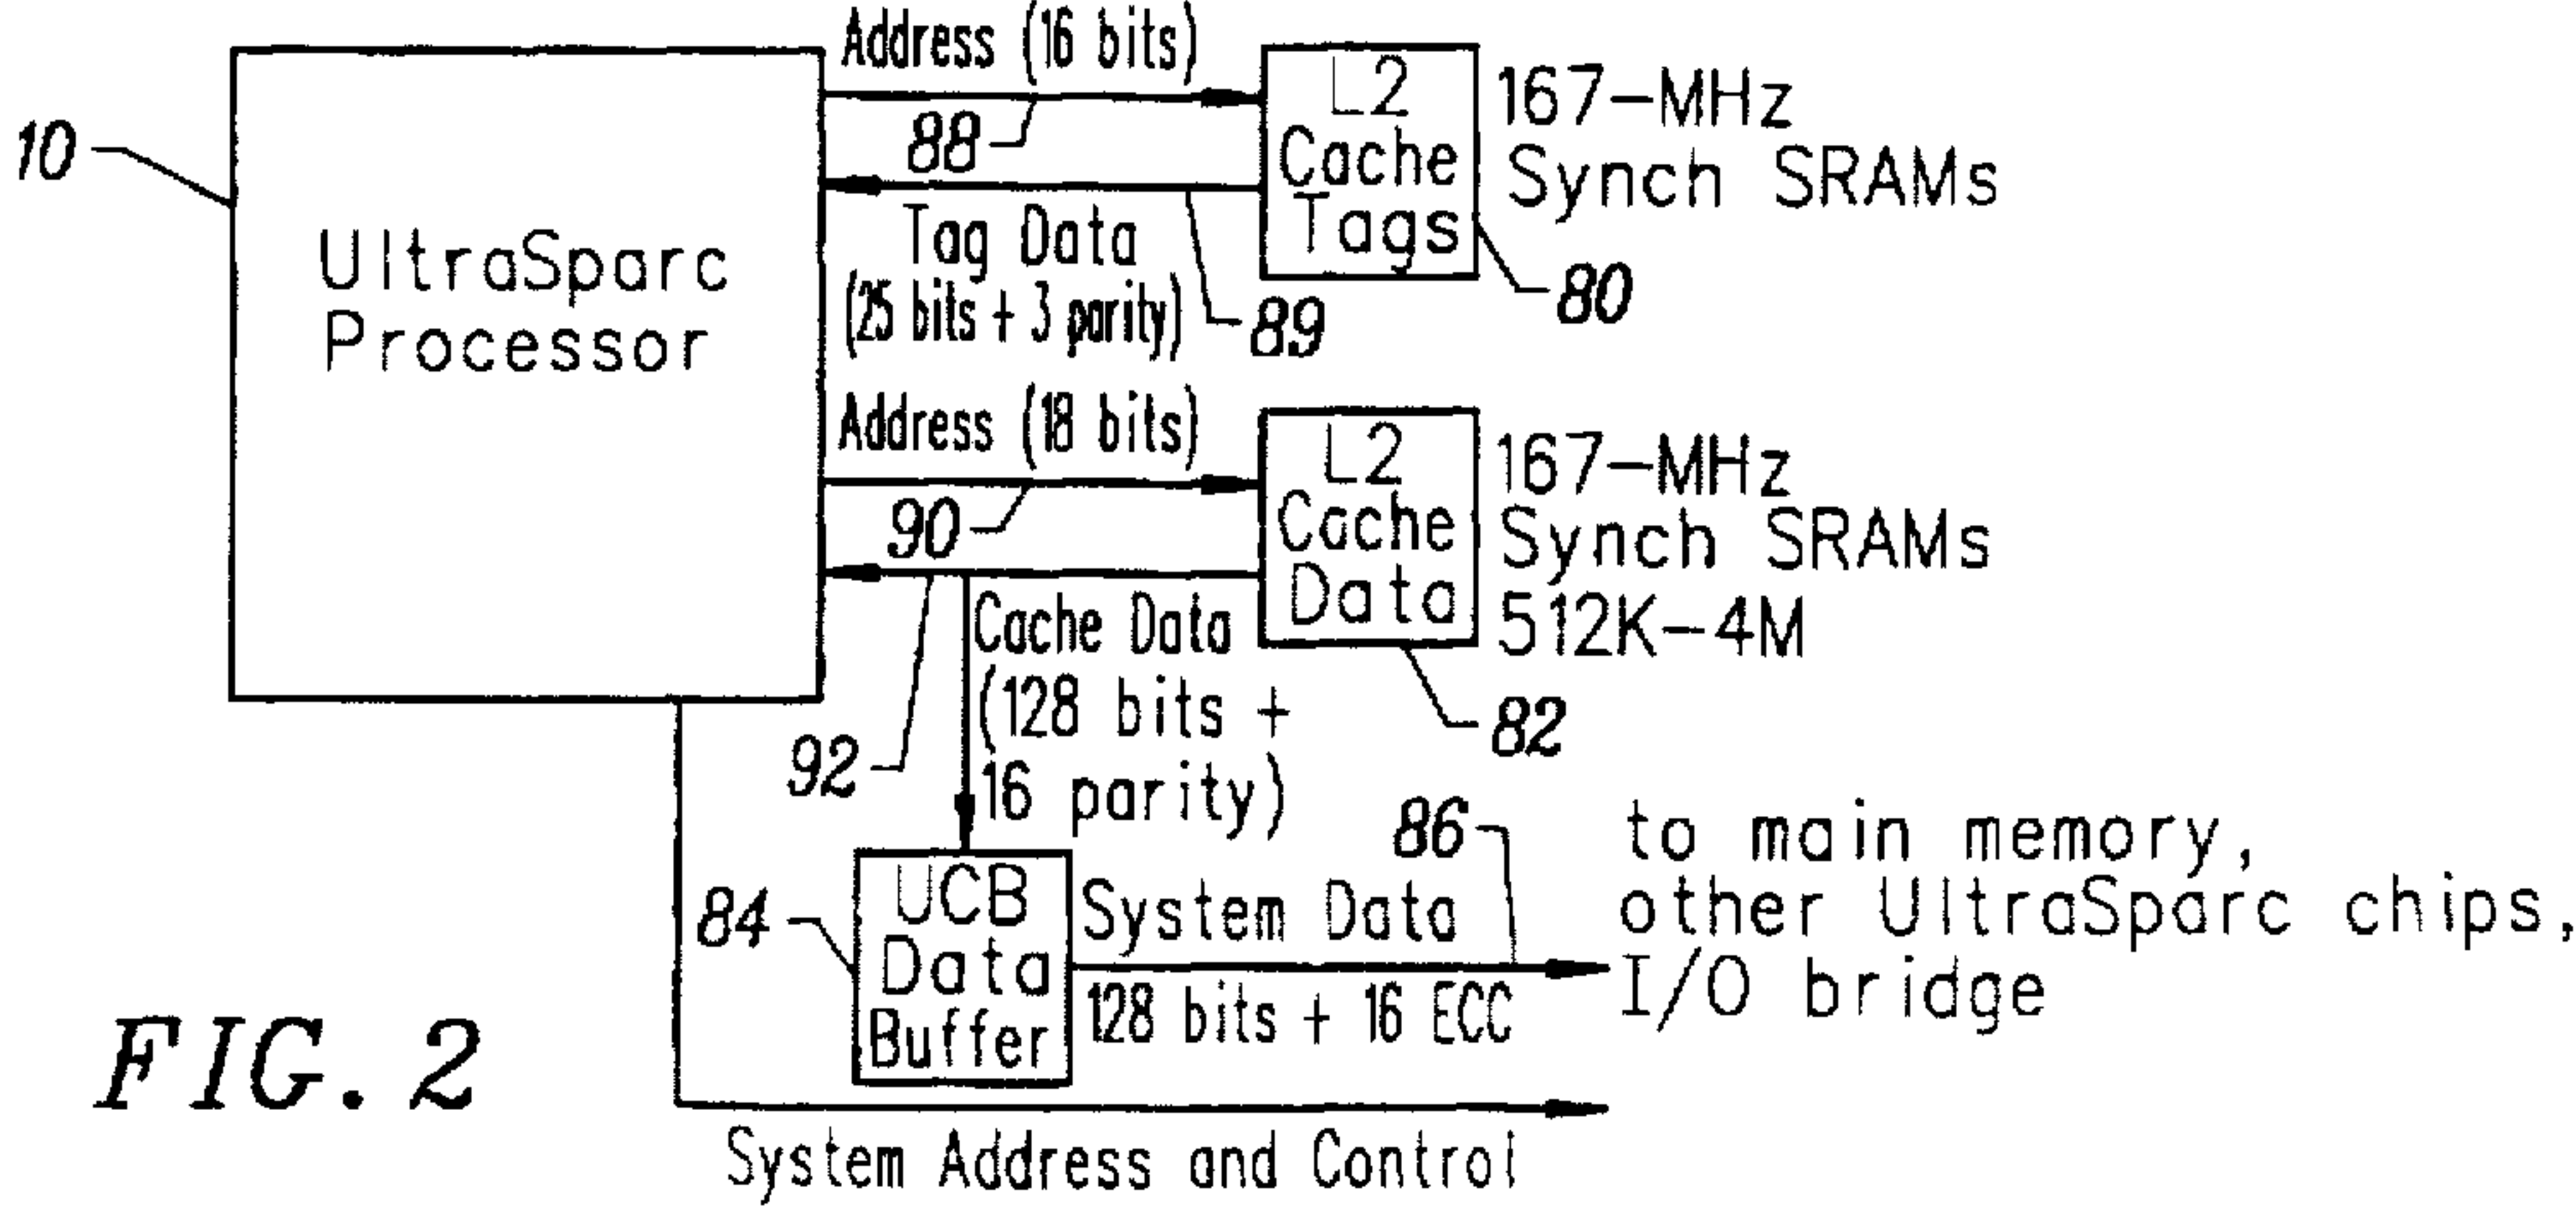 Address (16 bits)
L2
Cache
Tags
167-MHz
Synch SRAMs
10
88
UltraSparc
Processor
Tag Data
(25 bits + 3 parity)
89
80
Address (18 bits)
L2
Cache
Data
167-MHz
Synch SRAMs
512K-4M
90
Cache Data
(128 bits +
16 parity)
92
82
86
to main memory,
other UltraSparc chips,
I/O bridge
84
UCB
Data
Buffer
System Data
128 bits + 16 ECC
FIG. 2
System Address and Control